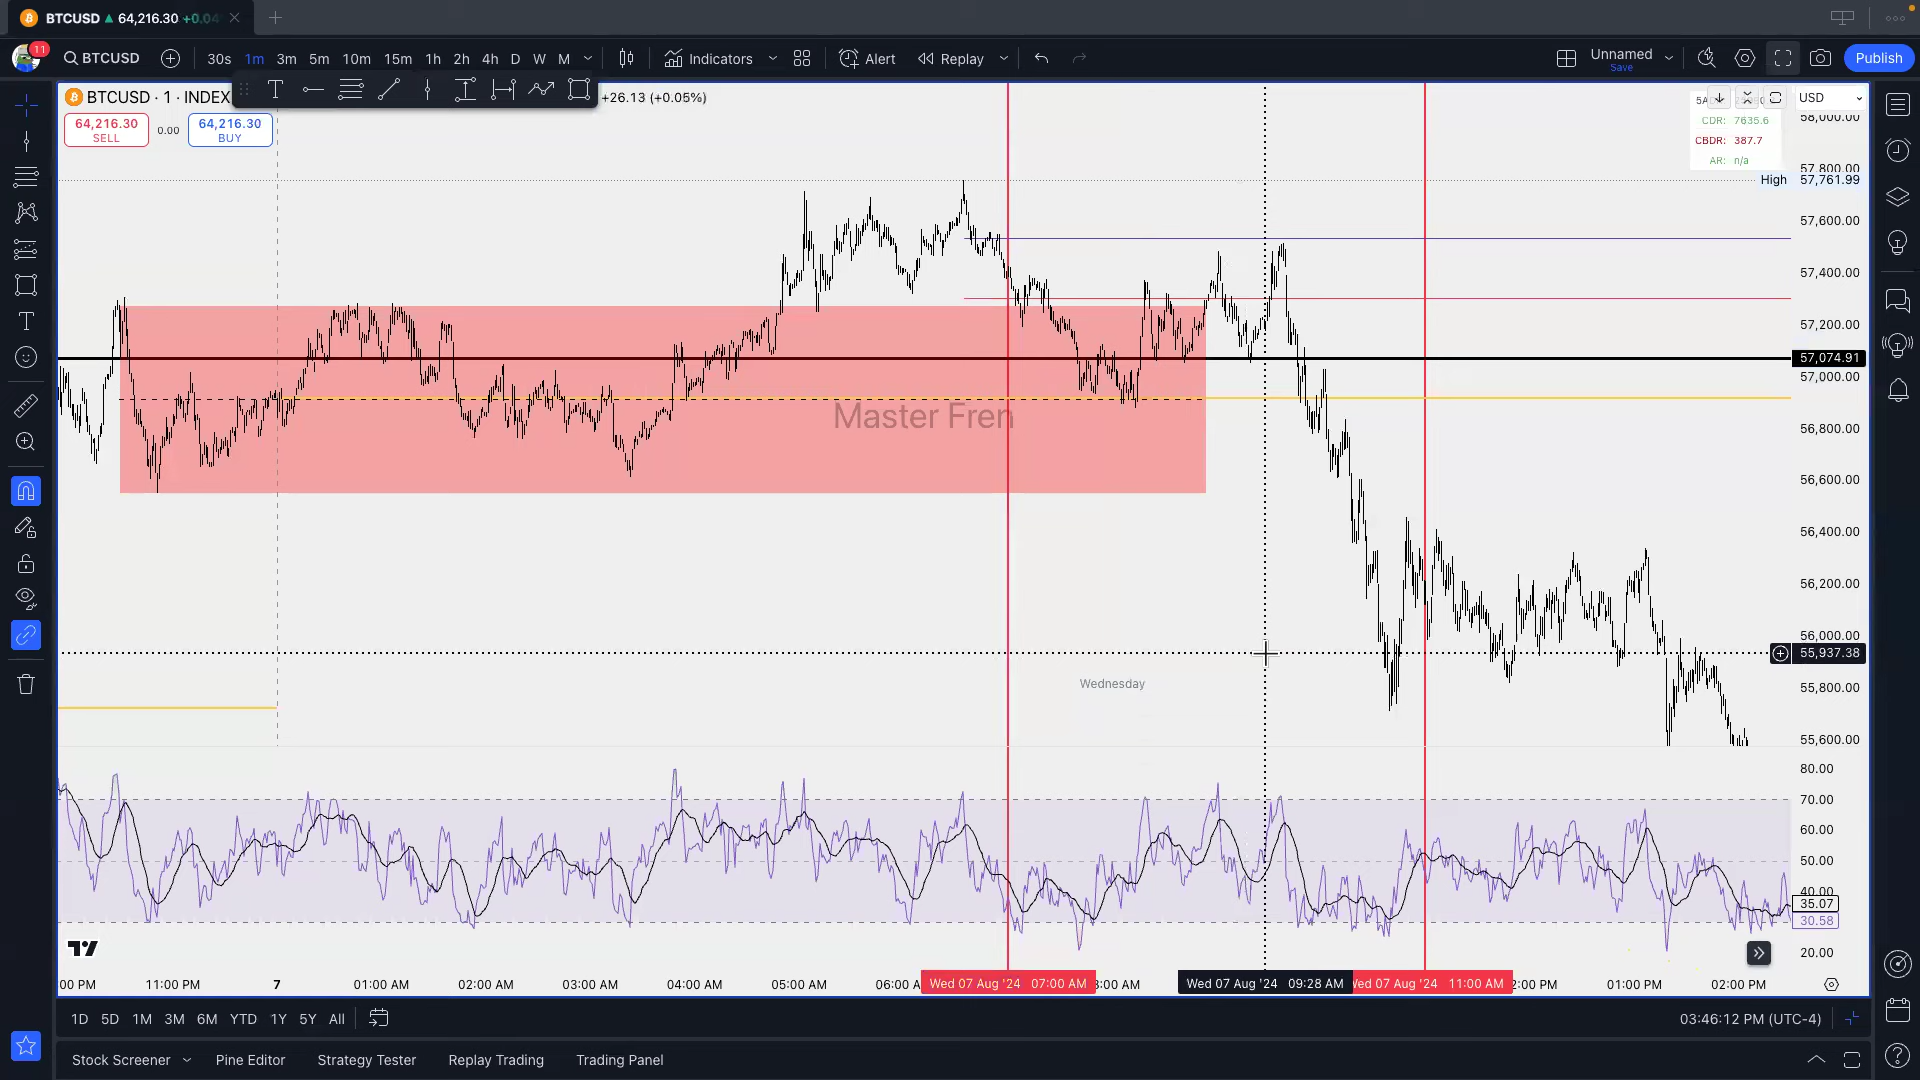 BTCUSD ▲ 64,216.30 +0.04
11
BTCUSD 30s 1m 3m 5m 10m 15m 1h 2h 4h D W M Indicators Alert Replay Unnamed Save Publish
BTCUSD · 1 · INDEX +26.13 (+0.05%) USD
64,216.30 SELL 0.00 64,216.30 BUY
CDR: 7635.6
CBDR: 387.7
AR: n/a
58,000.00
57,800.00
High 57,761.99
57,600.00
57,400.00
57,200.00
57,074.91
57,000.00
Master Fren
56,800.00
56,600.00
56,400.00
56,200.00
56,000.00
55,937.38
Wednesday
55,800.00
55,600.00
80.00
70.00
60.00
50.00
40.00
35.07
30.58
20.00
:00 PM 11:00 PM 7 01:00 AM 02:00 AM 03:00 AM 04:00 AM 05:00 AM 06:00 A Wed 07 Aug '24 07:00 AM 8:00 AM Wed 07 Aug '24 09:28 AM Wed 07 Aug '24 11:00 AM 2:00 PM 01:00 PM 02:00 PM
1D 5D 1M 3M 6M YTD 1Y 5Y All 03:46:12 PM (UTC-4)
Stock Screener Pine Editor Strategy Tester Replay Trading Trading Panel